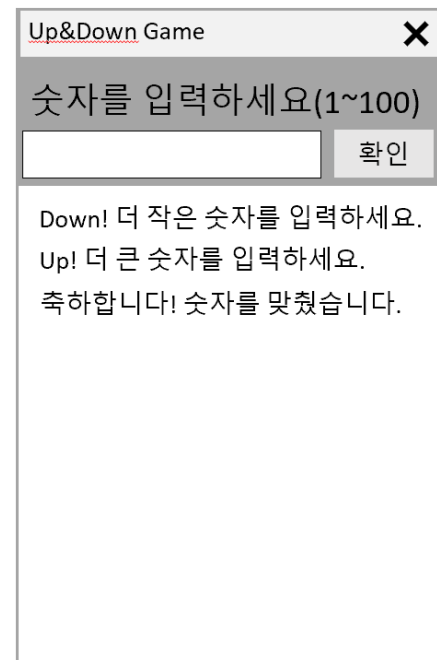 Up&Down Game
숫자를 입력하세요(1~100)
확인
Down! 더 작은 숫자를 입력하세요.
Up! 더 큰 숫자를 입력하세요.
축하합니다! 숫자를 맞췄습니다.